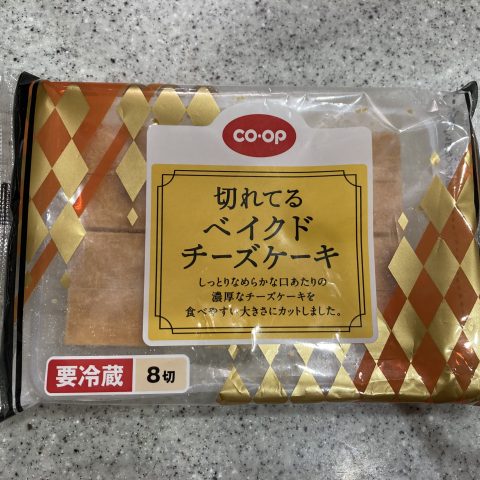 CO・OP
切れてる
ベイクド
チーズケーキ
しっとりなめらかな口あたりの
濃厚なチーズケーキを
食べやすい大きさにカットしました。
要冷蔵 8切